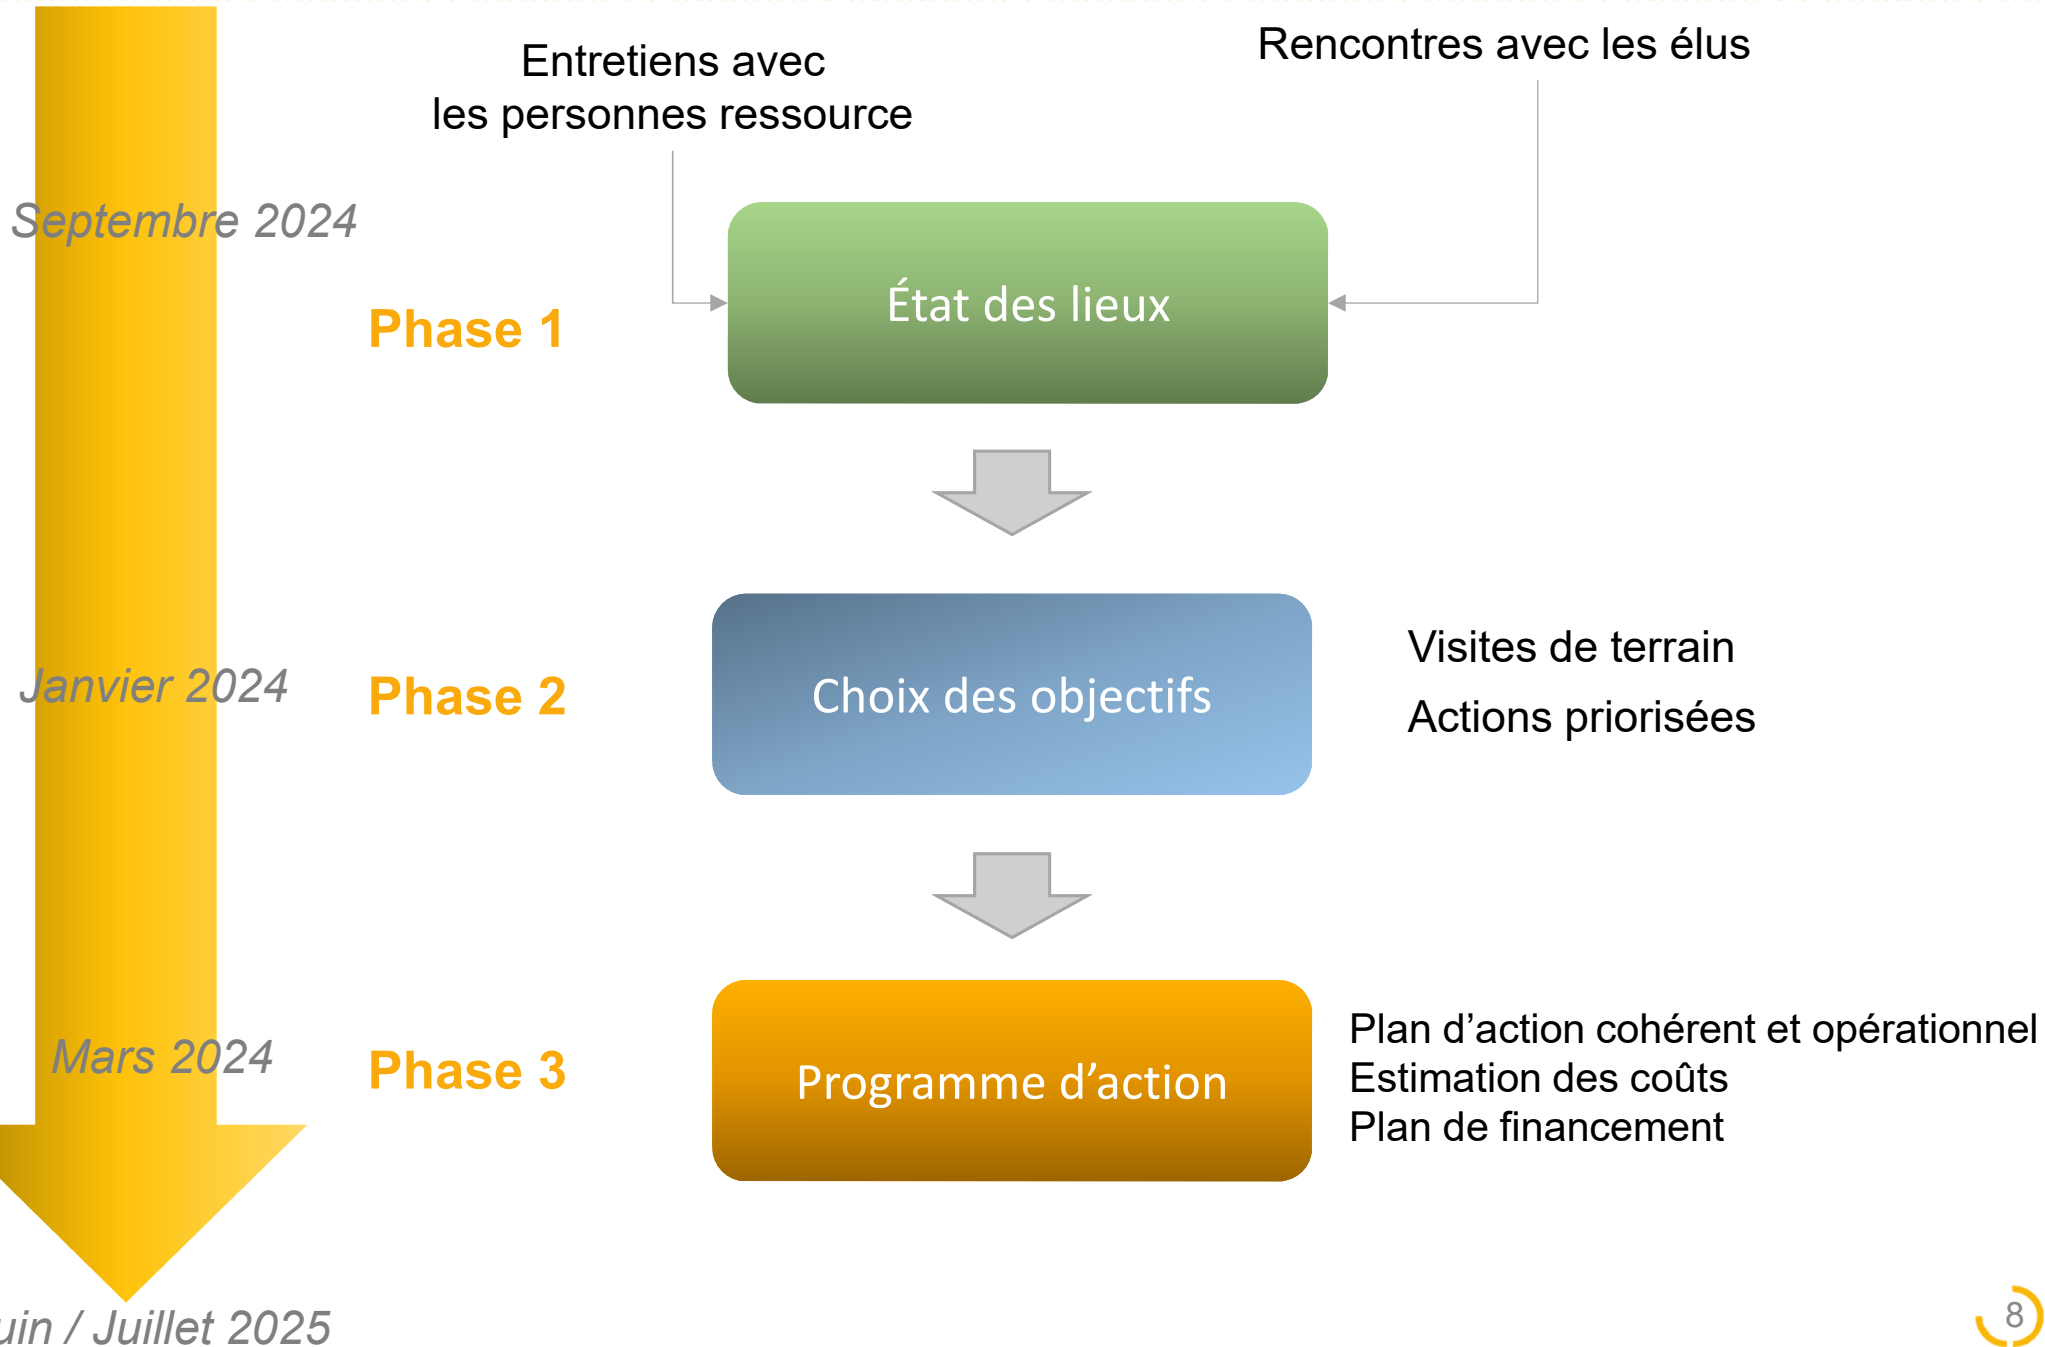 Entretiens avec
les personnes ressource
Rencontres avec les élus
Septembre 2024
Phase 1
État des lieux
Janvier 2024
Phase 2
Choix des objectifs
Visites de terrain
Actions priorisées
Mars 2024
Phase 3
Programme d’action
Plan d’action cohérent et opérationnel
Estimation des coûts
Plan de financement
uin / Juillet 2025
8